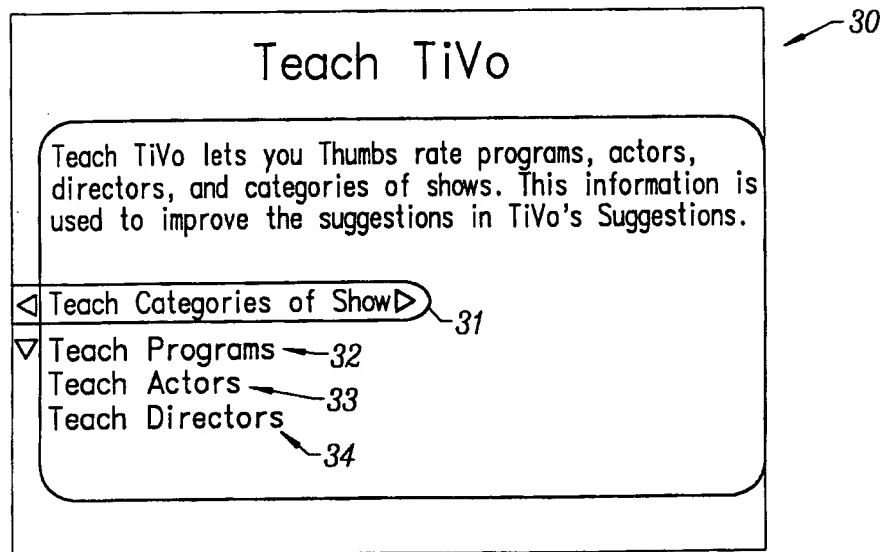 30
Teach TiVo
Teach TiVo lets you Thumbs rate programs, actors,
directors, and categories of shows. This information is
used to improve the suggestions in TiVo's Suggestions.
Teach Categories of Show
31
Teach Programs 32
Teach Actors 33
Teach Directors
34